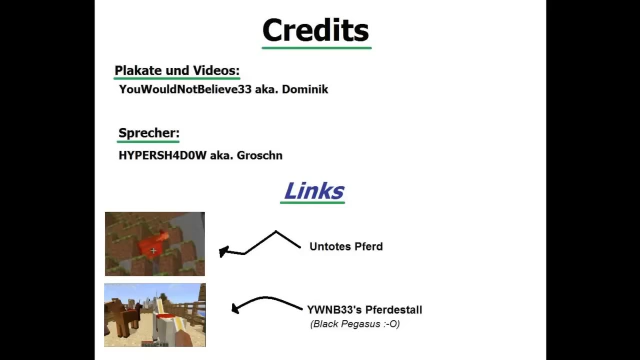 Credits
Plakate und Videos:
YouWouldNotBelieve33 aka. Dominik
Sprecher:
HYPERSH4D0W aka. Groschn
Links
Untotes Pferd
YWNB33's Pferdestall
(Black Pegasus :-O)